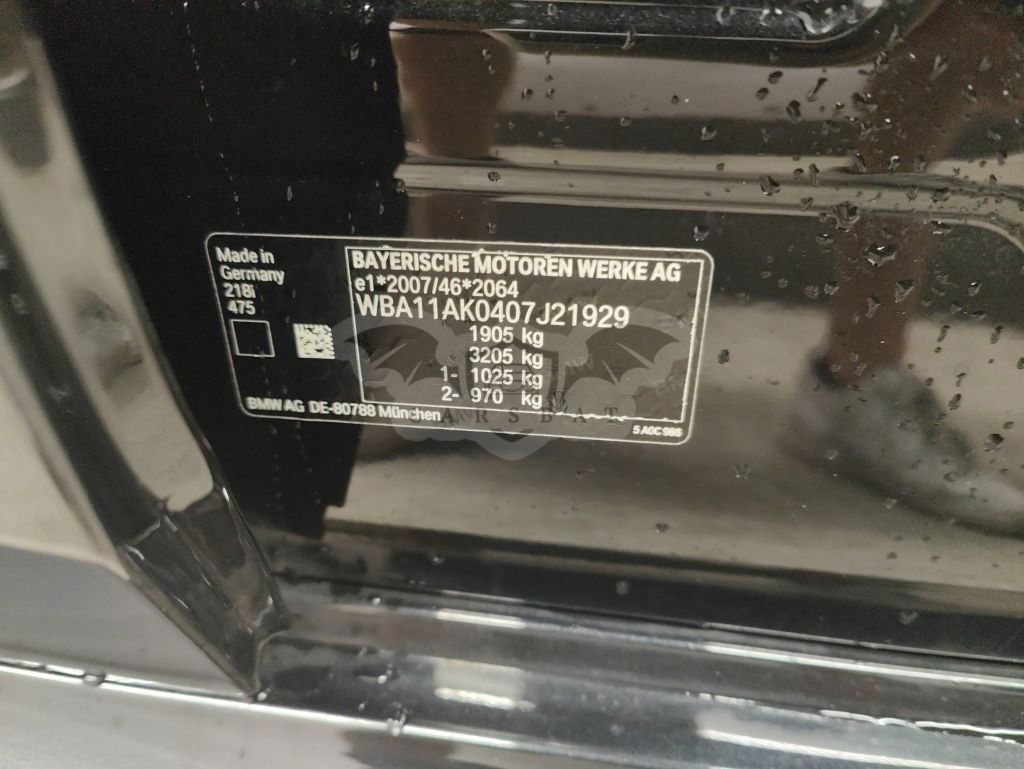 Made in
Germany
218i
475
BAYERISCHE MOTOREN WERKE AG
e1*2007/46*2064
WBA11AK0407J21929
1905 kg
3205 kg
1- 1025 kg
2- 970 kg
BMW AG DE-80788 München
5 A0C 986
CARSBAT